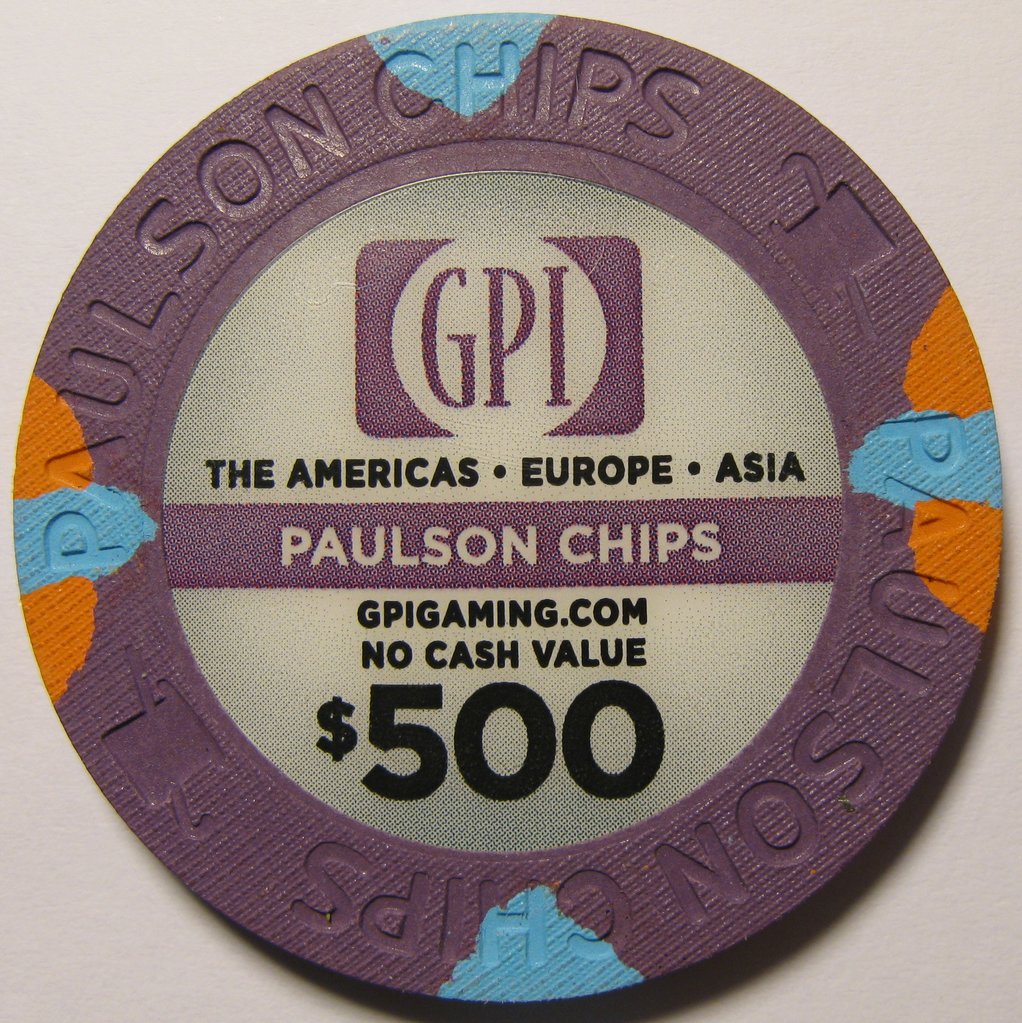 PAULSON CHIPS
GPI
THE AMERICAS • EUROPE • ASIA
PAULSON CHIPS
GPIGAMING.COM
NO CASH VALUE
$500
PAULSON CHIPS